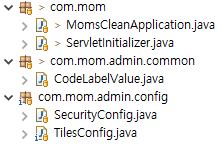 > com.mom
> MomsCleanApplication.java
> ServletInitializer.java
> com.mom.admin.common
CodeLabelValue.java
com.mom.admin.config
SecurityConfig.java
TilesConfig.java